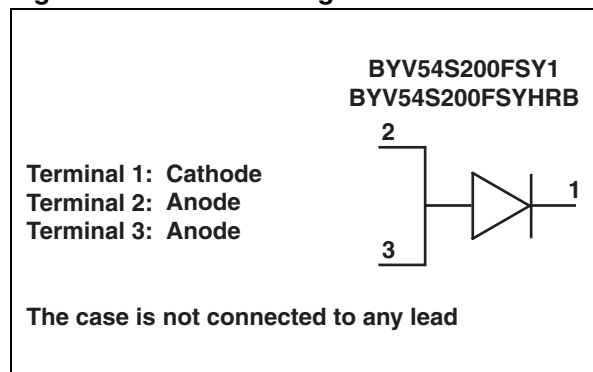 BYV54S200FSY1
BYV54S200FSYHRB
2
1
Terminal 1: Cathode
Terminal 2: Anode
Terminal 3: Anode
3
The case is not connected to any lead